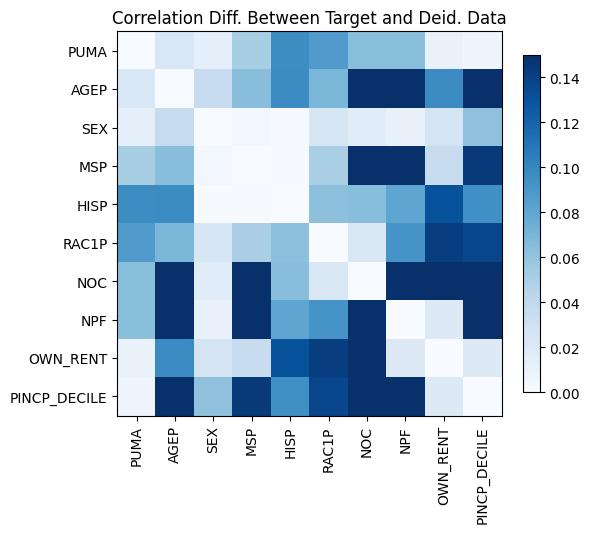 Correlation Diff. Between Target and Deid. Data
PUMA
AGEP
SEX
MSP
HISP
RAC1P
NOC
NPF
OWN_RENT
PINCP_DECILE
PUMA
AGEP
SEX
MSP
HISP
RAC1P
NOC
NPF
OWN_RENT
PINCP_DECILE
0.14
0.12
0.10
0.08
0.06
0.04
0.02
0.00